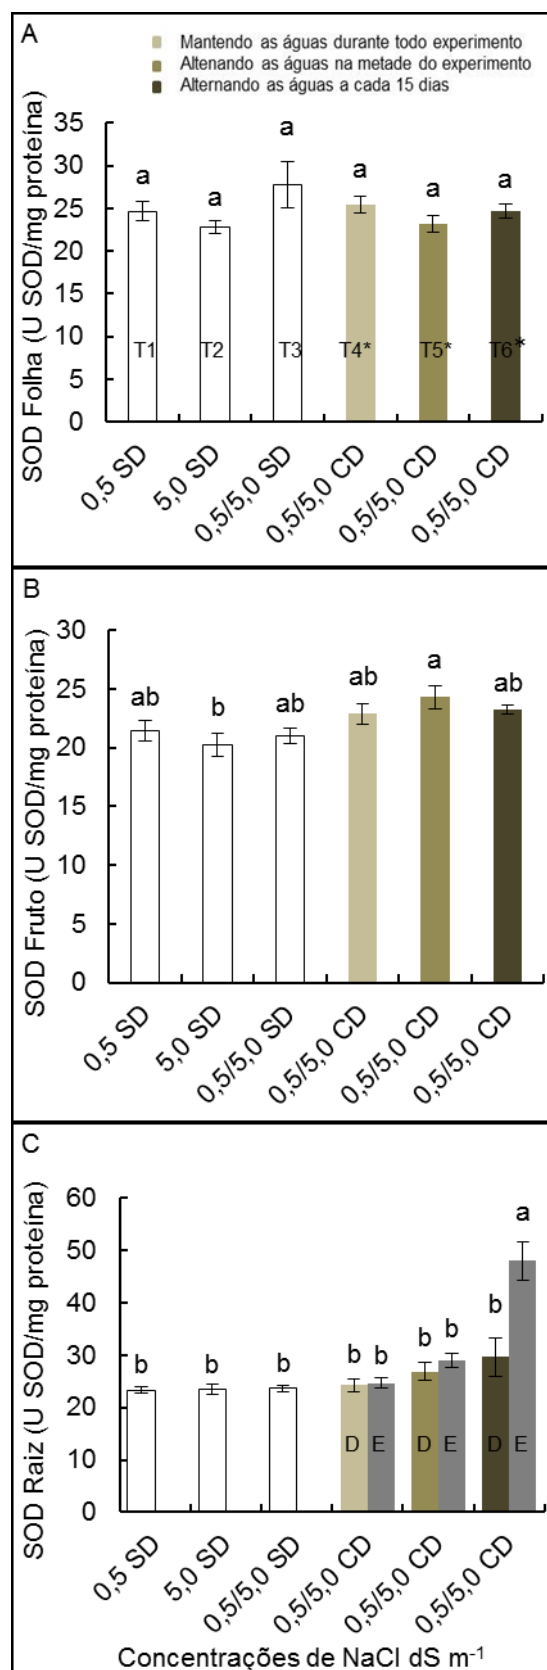 A
Mantendo as águas durante todo experimento
Altenando as águas na metade do experimento
Alternando as águas a cada 15 dias
SOD Folha (U SOD/mg proteína)
35
30
25
20
15
10
5
0
a a a a a a
T1 T2 T3 T4* T5* T6*
0,5 SD
5,0 SD
0,5/5,0 SD
0,5/5,0 CD
0,5/5,0 CD
0,5/5,0 CD
B
SOD Fruto (U SOD/mg proteína)
30
25
20
15
10
5
0
ab b ab ab a ab
0,5 SD
5,0 SD
0,5/5,0 SD
0,5/5,0 CD
0,5/5,0 CD
0,5/5,0 CD
C
SOD Raiz (U SOD/mg proteína)
60
50
40
30
20
10
0
b b b b b b b b a
D E D E D E
0,5 SD
5,0 SD
0,5/5,0 SD
0,5/5,0 CD
0,5/5,0 CD
0,5/5,0 CD
Concentrações de NaCl dS m⁻¹